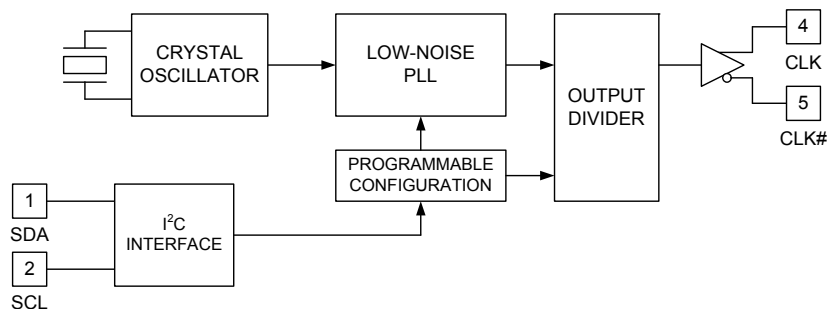 CRYSTAL
OSCILLATOR
LOW-NOISE
PLL
OUTPUT
DIVIDER
4
CLK
5
CLK#
PROGRAMMABLE
CONFIGURATION
1
SDA
2
SCL
I²C
INTERFACE